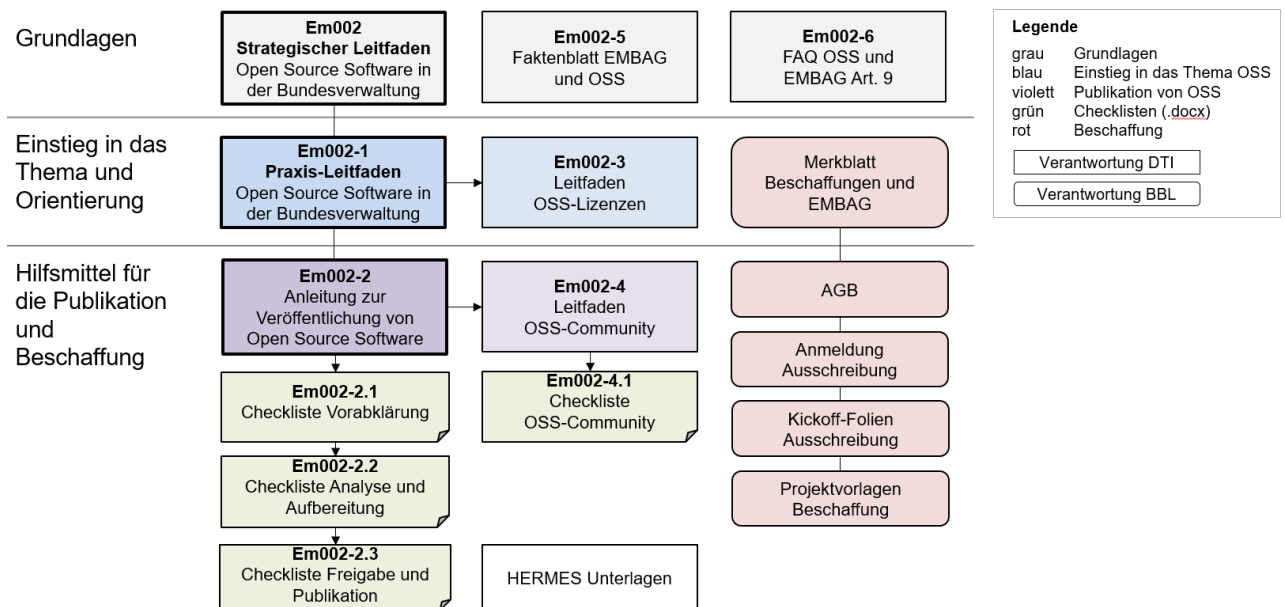 Grundlagen
Em002
Strategischer Leitfaden
Open Source Software in
der Bundesverwaltung
Em002-5
Faktenblatt EMBAG
und OSS
Em002-6
FAQ OSS und
EMBAG Art. 9
Legende
grau Grundlagen
blau Einstieg in das Thema OSS
violett Publikation von OSS
grün Checklisten (.docx)
rot Beschaffung
Verantwortung DTI
Verantwortung BBL
Einstieg in das
Thema und
Orientierung
Em002-1
Praxis-Leitfaden
Open Source Software in
der Bundesverwaltung
Em002-3
Leitfaden
OSS-Lizenzen
Merkblatt
Beschaffungen und
EMBAG
Hilfsmittel für
die Publikation
und
Beschaffung
Em002-2
Anleitung zur
Veröffentlichung von
Open Source Software
Em002-4
Leitfaden
OSS-Community
AGB
Anmeldung
Ausschreibung
Em002-2.1
Checkliste Vorabklärung
Em002-4.1
Checkliste
OSS-Community
Kickoff-Folien
Ausschreibung
Em002-2.2
Checkliste Analyse und
Aufbereitung
Projektvorlagen
Beschaffung
Em002-2.3
Checkliste Freigabe und
Publikation
HERMES Unterlagen